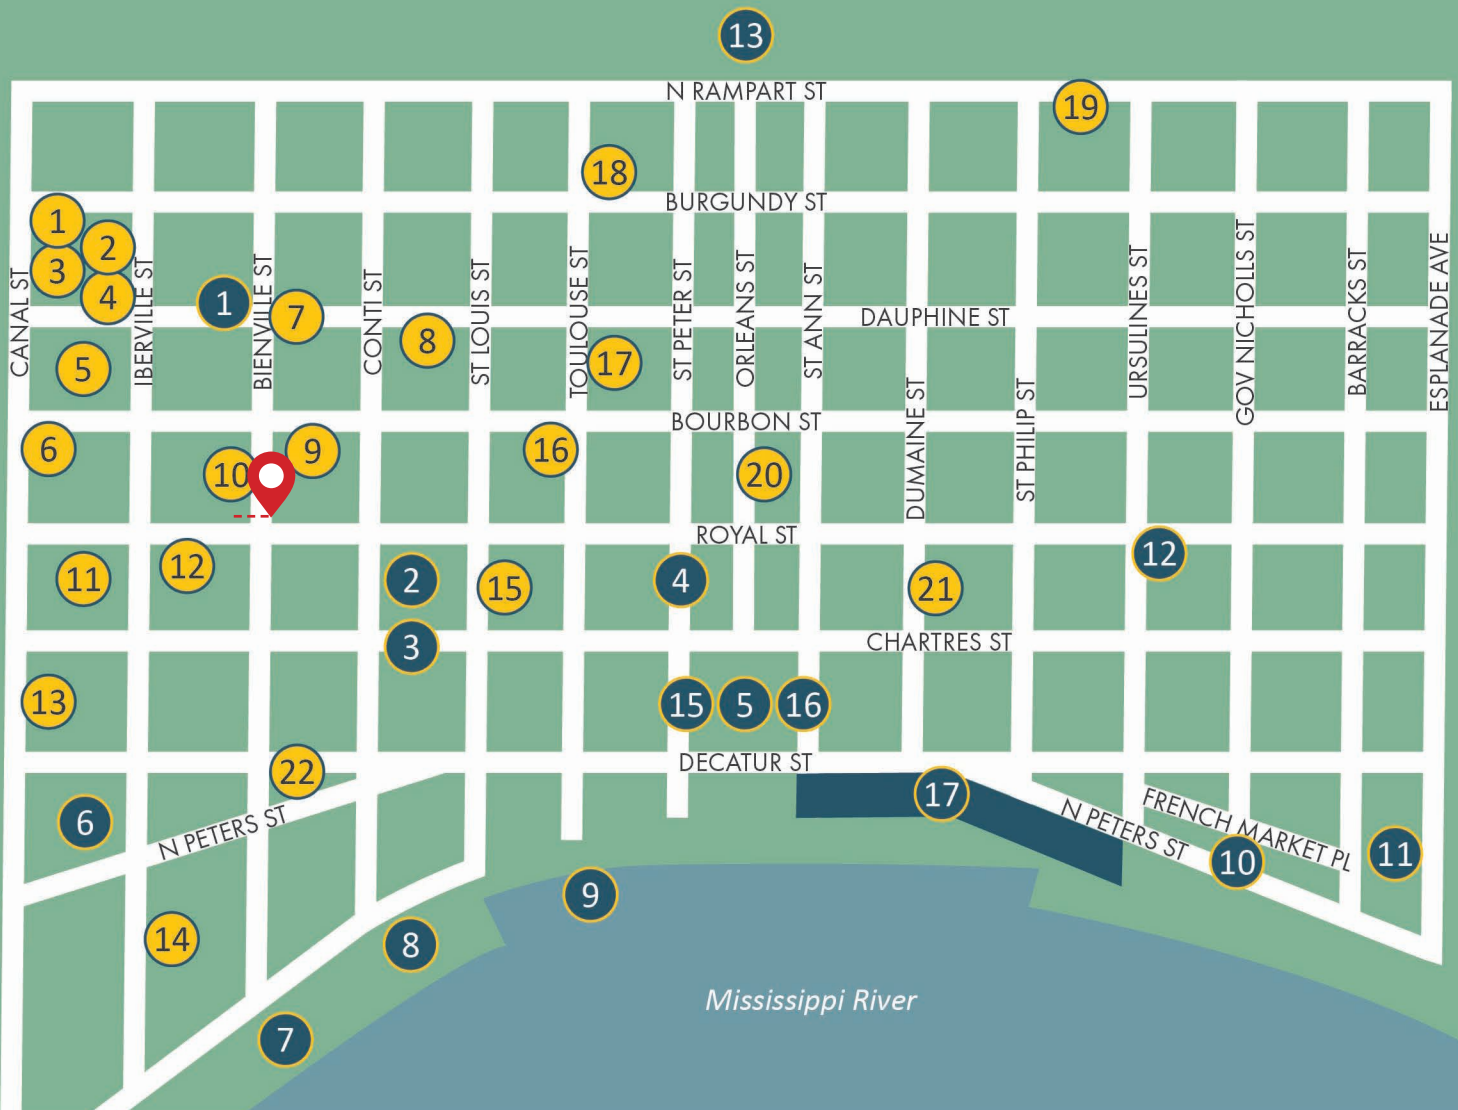 13
N RAMPART ST
19
18
BURGUNDY ST
1
2
3
4
CANAL ST
IBERVILLE ST
1
BIENVILLE ST
7
CONTI ST
8
ST LOUIS ST
TOULOUSE ST
17
ST PETER ST
ORLEANS ST
ST ANN ST
DAUPHINE ST
DUMAINE ST
ST PHILIP ST
URSULINES ST
GOV NICHOLLS ST
BARRACKS ST
ESPLANADE AVE
5
BOURBON ST
6
10
9
16
20
ROYAL ST
12
11
12
2
15
4
21
3
CHARTRES ST
13
15
5
16
22
DECATUR ST
17
6
N PETERS ST
N PETERS ST
FRENCH MARKET PL
10
11
9
14
8
7
Mississippi River